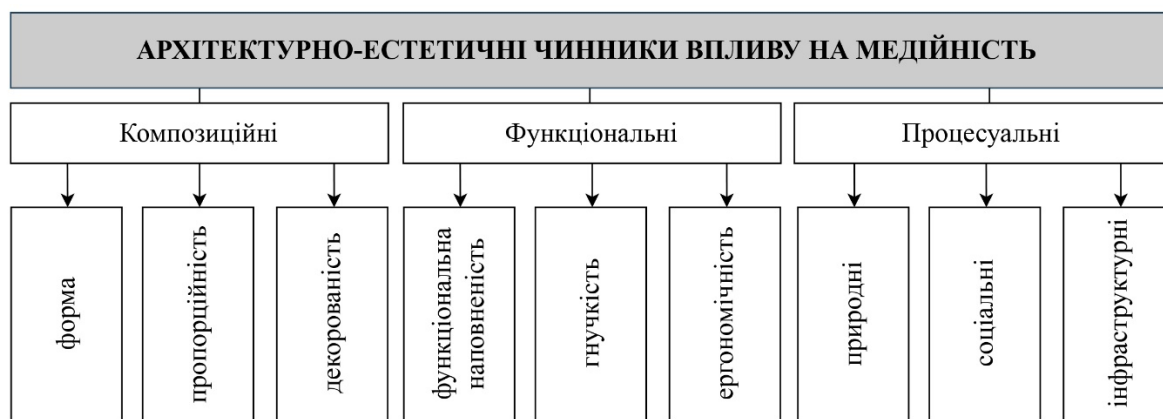 АРХІТЕКТУРНО-ЕСТЕТИЧНІ ЧИННИКИ ВПЛИВУ НА МЕДІЙНІСТЬ
Композиційні
Функціональні
Процесуальні
форма
пропорційність
декорованість
функціональна
наповненість
гнучкість
ергономічність
природні
соціальні
інфраструктурні